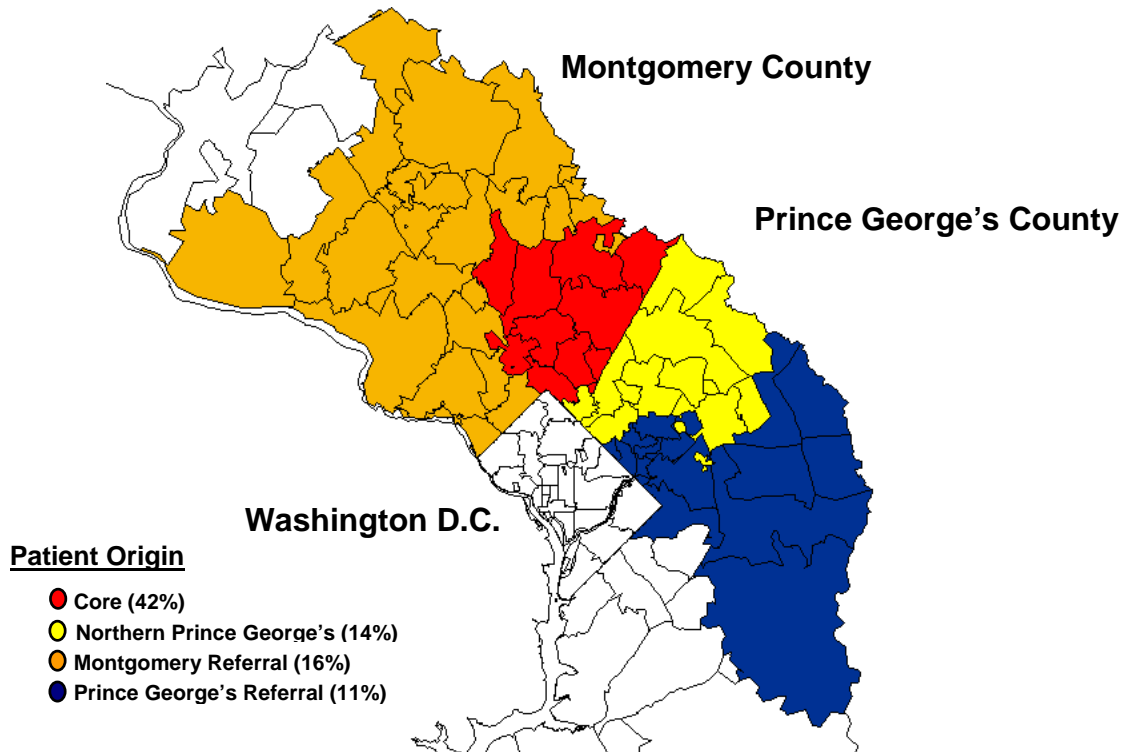 Montgomery County
Prince George's County
Washington D.C.
Patient Origin
Core (42%)
Northern Prince George's (14%)
Montgomery Referral (16%)
Prince George's Referral (11%)